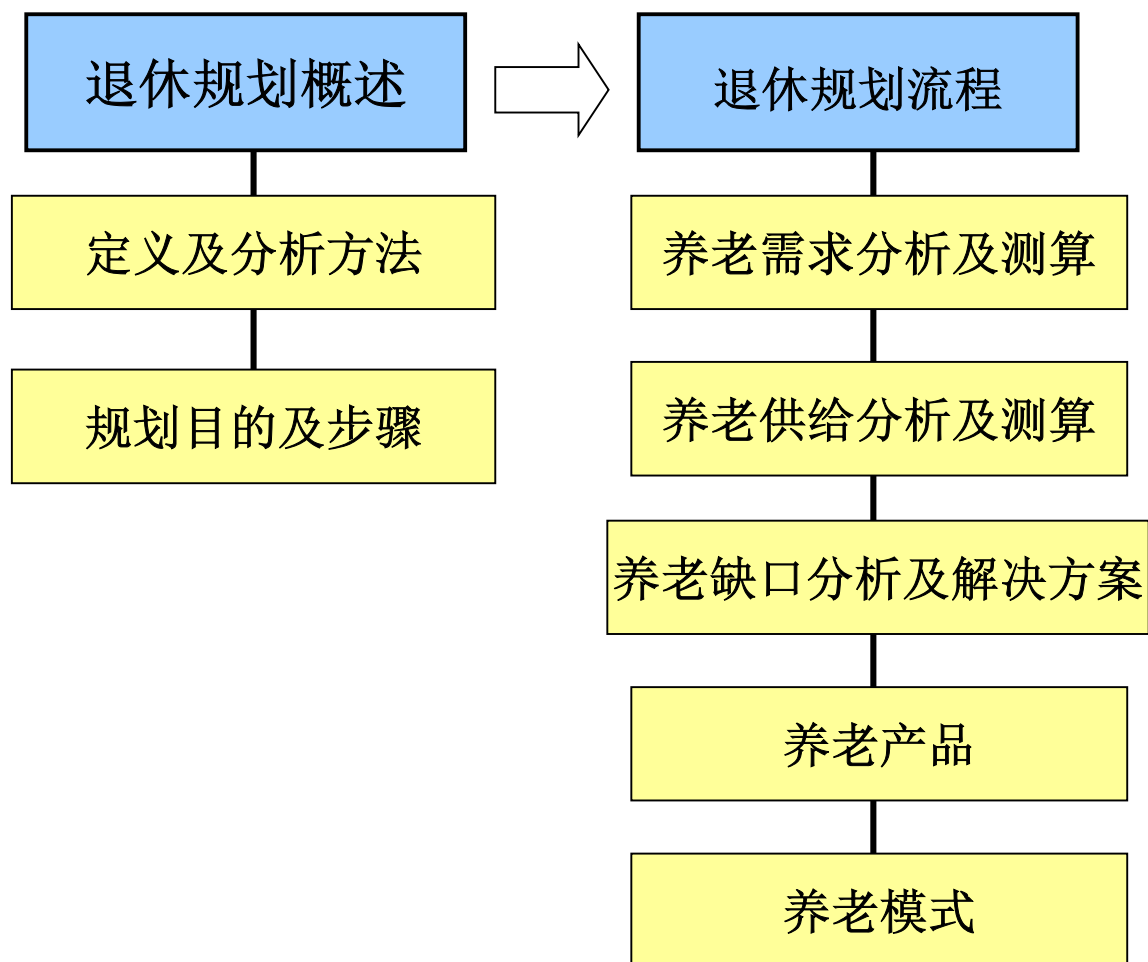 退休规划概述
退休规划流程
定义及分析方法
规划目的及步骤
养老需求分析及测算
养老供给分析及测算
养老缺口分析及解决方案
养老产品
养老模式